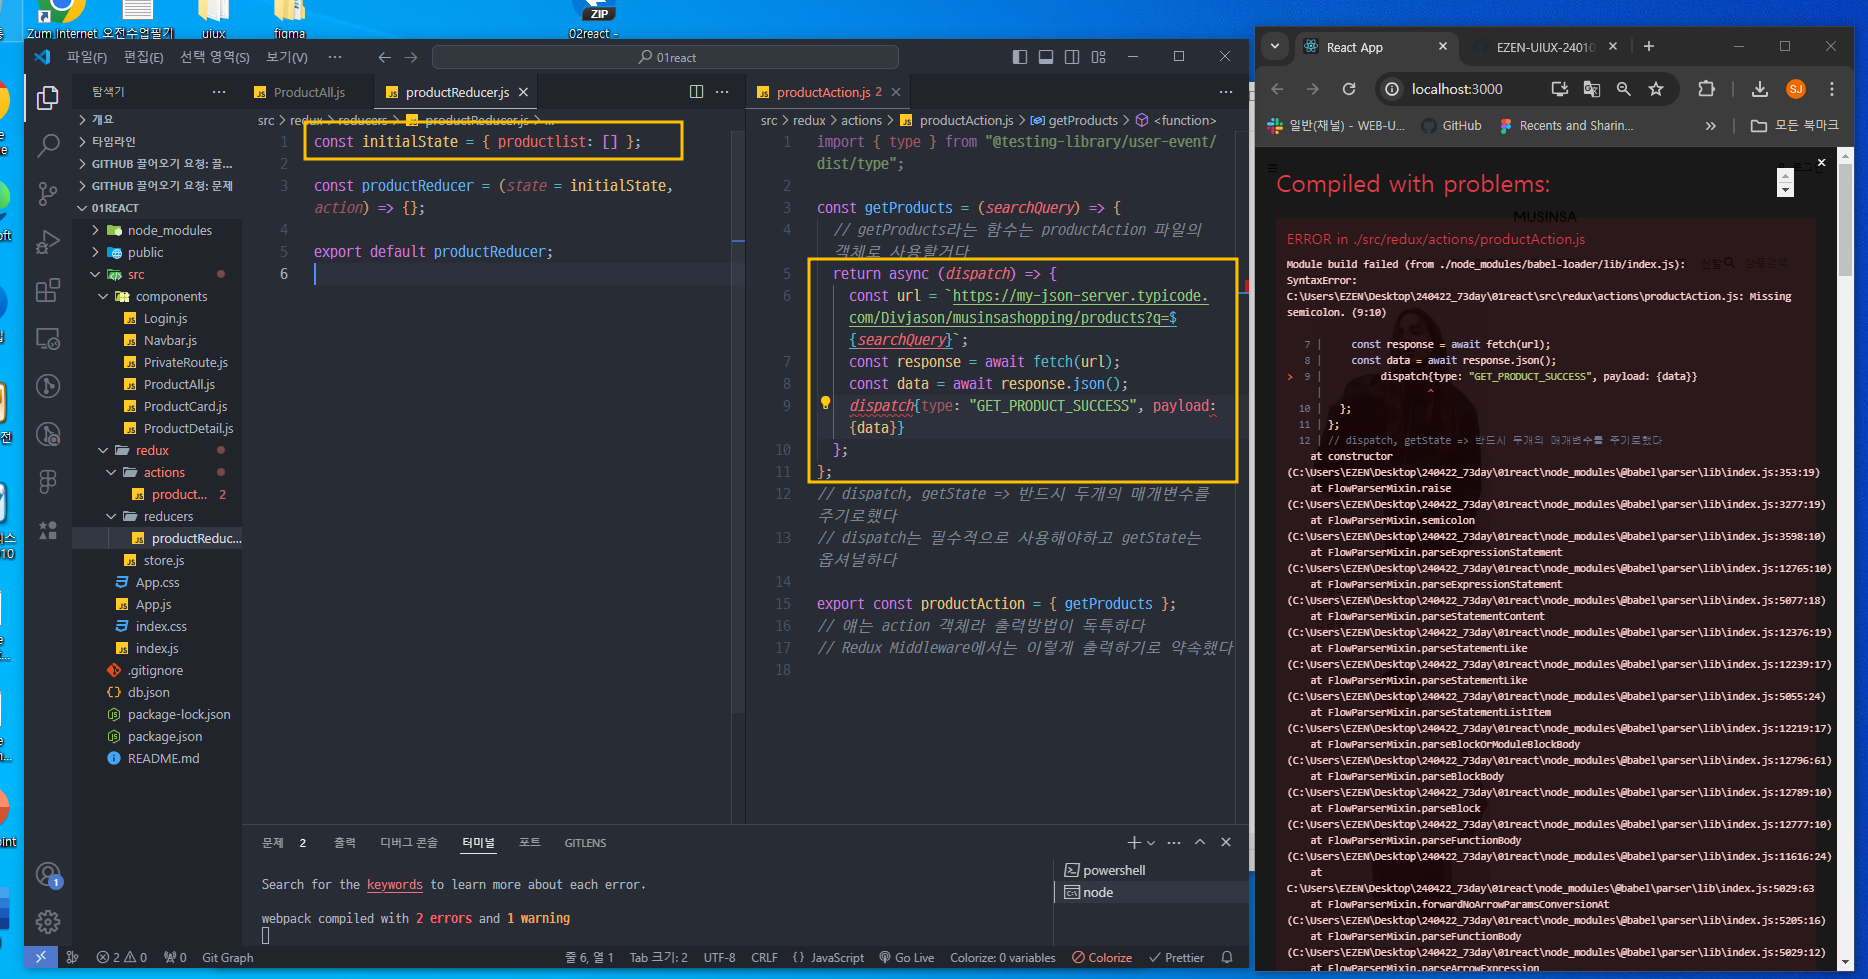 Zum Internet
오전수업필기
uiux
figma
ZIP
02react -
파일(F) 편집(E) 선택 영역(S) 보기(V) ···
01react
탐색기
개요
타임라인
GITHUB 끌어오기 요청: 끌...
GITHUB 끌어오기 요청: 문제
01REACT
node_modules
public
src
components
Login.js
Navbar.js
PrivateRoute.js
ProductAll.js
ProductCard.js
ProductDetail.js
redux
actions
product... 2
reducers
productReduc...
store.js
App.css
App.js
index.css
index.js
.gitignore
db.json
package-lock.json
package.json
README.md
ProductAll.js
productReducer.js
src > redux > reducers > productReducer.js > ...
1 const initialState = { productlist: [] };
2
3 const productReducer = (state = initialState,
action) => {};
4
5 export default productReducer;
6
productAction.js 2
src > redux > actions > productAction.js > getProducts > <function>
1 import { type } from "@testing-library/user-event/
dist/type";
2
3 const getProducts = (searchQuery) => {
4 // getProducts라는 함수는 productAction 파일의
객체로 사용할거다
5 return async (dispatch) => {
6 const url = `https://my-json-server.typicode.
com/Divjason/musinsashopping/products?q=$
{searchQuery}`;
7 const response = await fetch(url);
8 const data = await response.json();
9 dispatch{type: "GET_PRODUCT_SUCCESS", payload:
{data}}
10 };
11 };
12 // dispatch, getState => 반드시 두개의 매개변수를
주기로했다
13 // dispatch는 필수적으로 사용해야하고 getState는
옵셔널하다
14
15 export const productAction = { getProducts };
16 // 얘는 action 객체라 출력방법이 독특하다
17 // Redux Middleware에서는 이렇게 출력하기로 약속했다
18
문제 2 출력 디버그 콘솔 터미널 포트 GITLENS
Search for the keywords to learn more about each error.
webpack compiled with 2 errors and 1 warning
powershell
node
1
2 0 0 Git Graph
줄 6, 열 1 Tab 크기: 2 UTF-8 CRLF {} JavaScript Go Live Colorize: 0 variables Colorize Prettier
React App
EZEN-UIUX-24010
localhost:3000
SJ
일반(채널) - WEB-U...
GitHub
Recents and Sharin...
모든 북마크
Compiled with problems:
MUSINSA
ERROR in ./src/redux/actions/productAction.js
Module build failed (from ./node_modules/babel-loader/lib/index.js):
SyntaxError:
C:\Users\EZEN\Desktop\240422_73day\01react\src\redux\actions\productAction.js: Missing
semicolon. (9:10)
7 | const response = await fetch(url);
8 | const data = await response.json();
> 9 | dispatch{type: "GET_PRODUCT_SUCCESS", payload: {data}}
| ^
10 | };
11 | };
12 | // dispatch, getState => 반드시 두개의 매개변수를 주기로했다
at constructor
(C:\Users\EZEN\Desktop\240422_73day\01react\node_modules\@babel\parser\lib\index.js:353:19)
at FlowParserMixin.raise
(C:\Users\EZEN\Desktop\240422_73day\01react\node_modules\@babel\parser\lib\index.js:3277:19)
at FlowParserMixin.semicolon
(C:\Users\EZEN\Desktop\240422_73day\01react\node_modules\@babel\parser\lib\index.js:3598:10)
at FlowParserMixin.parseExpressionStatement
(C:\Users\EZEN\Desktop\240422_73day\01react\node_modules\@babel\parser\lib\index.js:12765:10)
at FlowParserMixin.parseExpressionStatement
(C:\Users\EZEN\Desktop\240422_73day\01react\node_modules\@babel\parser\lib\index.js:5077:18)
at FlowParserMixin.parseStatementContent
(C:\Users\EZEN\Desktop\240422_73day\01react\node_modules\@babel\parser\lib\index.js:12376:19)
at FlowParserMixin.parseStatementLike
(C:\Users\EZEN\Desktop\240422_73day\01react\node_modules\@babel\parser\lib\index.js:12239:17)
at FlowParserMixin.parseStatementLike
(C:\Users\EZEN\Desktop\240422_73day\01react\node_modules\@babel\parser\lib\index.js:5055:24)
at FlowParserMixin.parseStatementListItem
(C:\Users\EZEN\Desktop\240422_73day\01react\node_modules\@babel\parser\lib\index.js:12219:17)
at FlowParserMixin.parseBlockOrModuleBlockBody
(C:\Users\EZEN\Desktop\240422_73day\01react\node_modules\@babel\parser\lib\index.js:12796:61)
at FlowParserMixin.parseBlockBody
(C:\Users\EZEN\Desktop\240422_73day\01react\node_modules\@babel\parser\lib\index.js:12789:10)
at FlowParserMixin.parseBlock
(C:\Users\EZEN\Desktop\240422_73day\01react\node_modules\@babel\parser\lib\index.js:12777:10)
at FlowParserMixin.parseFunctionBody
(C:\Users\EZEN\Desktop\240422_73day\01react\node_modules\@babel\parser\lib\index.js:11616:24)
at
C:\Users\EZEN\Desktop\240422_73day\01react\node_modules\@babel\parser\lib\index.js:5029:63
at FlowParserMixin.forwardNoArrowParamsConversionAt
(C:\Users\EZEN\Desktop\240422_73day\01react\node_modules\@babel\parser\lib\index.js:5205:16)
at FlowParserMixin.parseFunctionBody
(C:\Users\EZEN\Desktop\240422_73day\01react\node_modules\@babel\parser\lib\index.js:5029:12)
at FlowParserMixin.parseArrowExpression